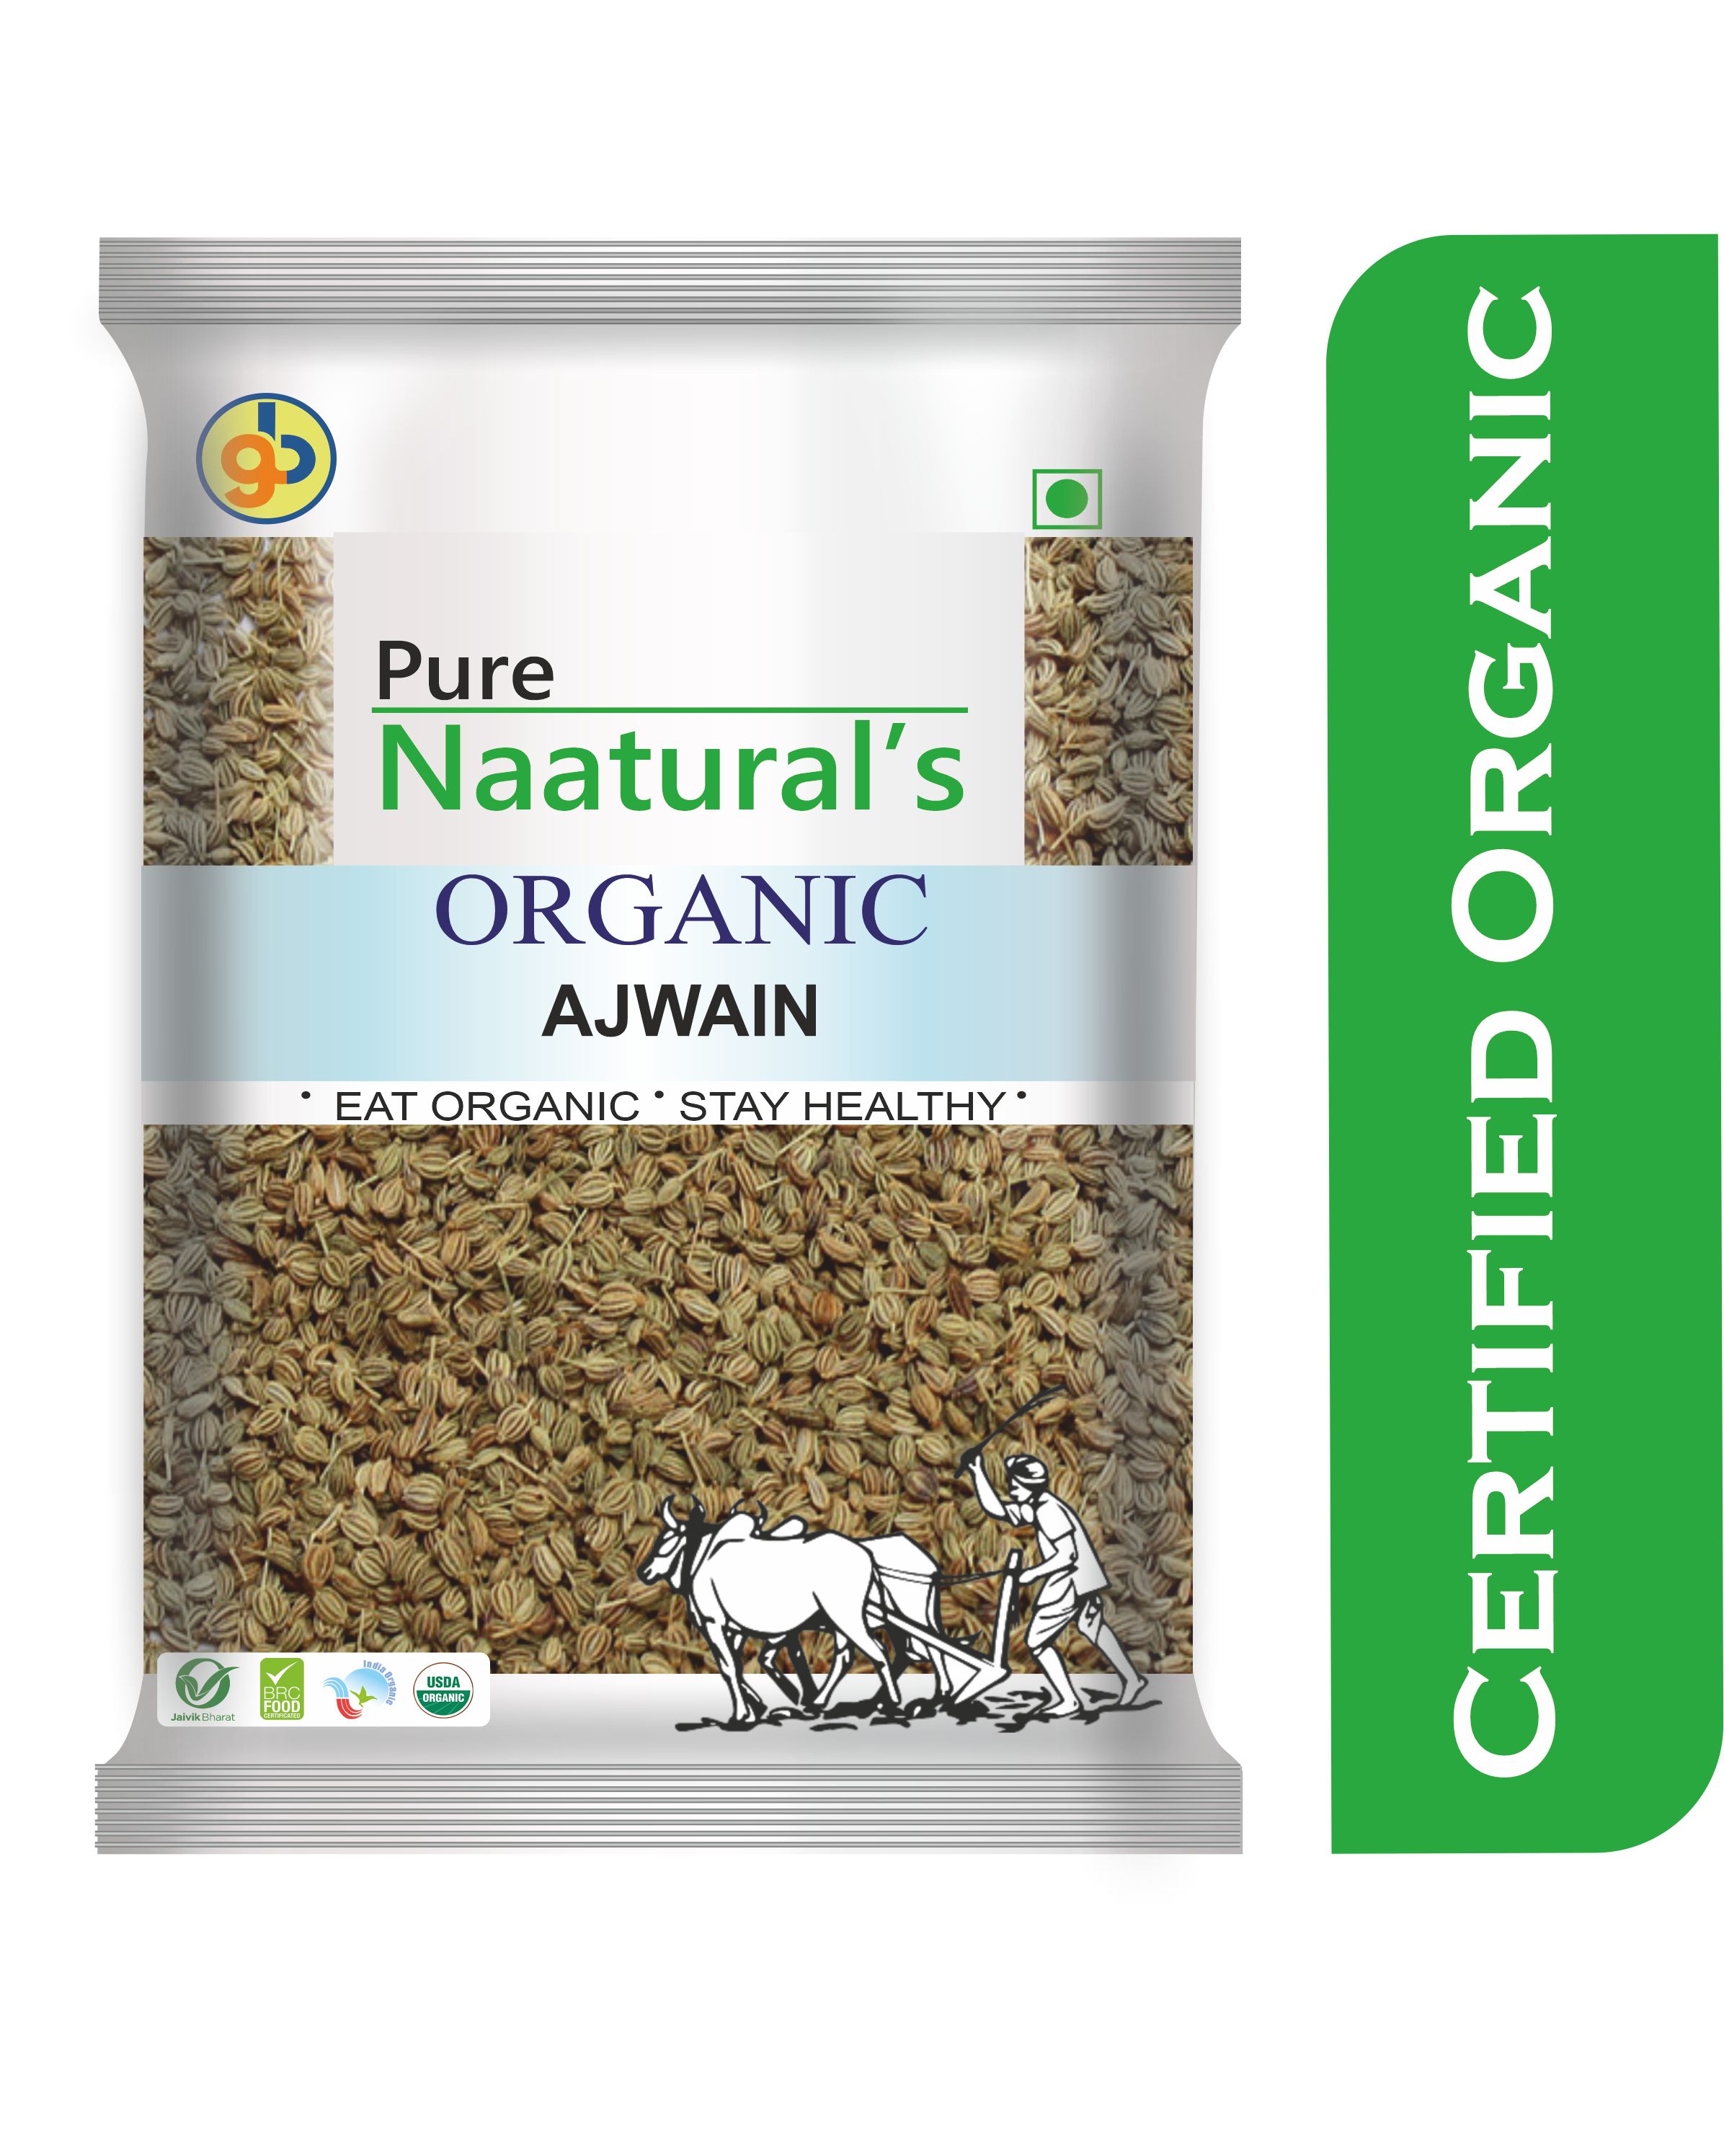 gb
Pure
Naatural's
ORGANIC
AJWAIN
• EAT ORGANIC • STAY HEALTHY •
Jaivik Bharat
BRC
FOOD
CERTIFICATED
India Organic
USDA
ORGANIC
CERTIFIED ORGANIC